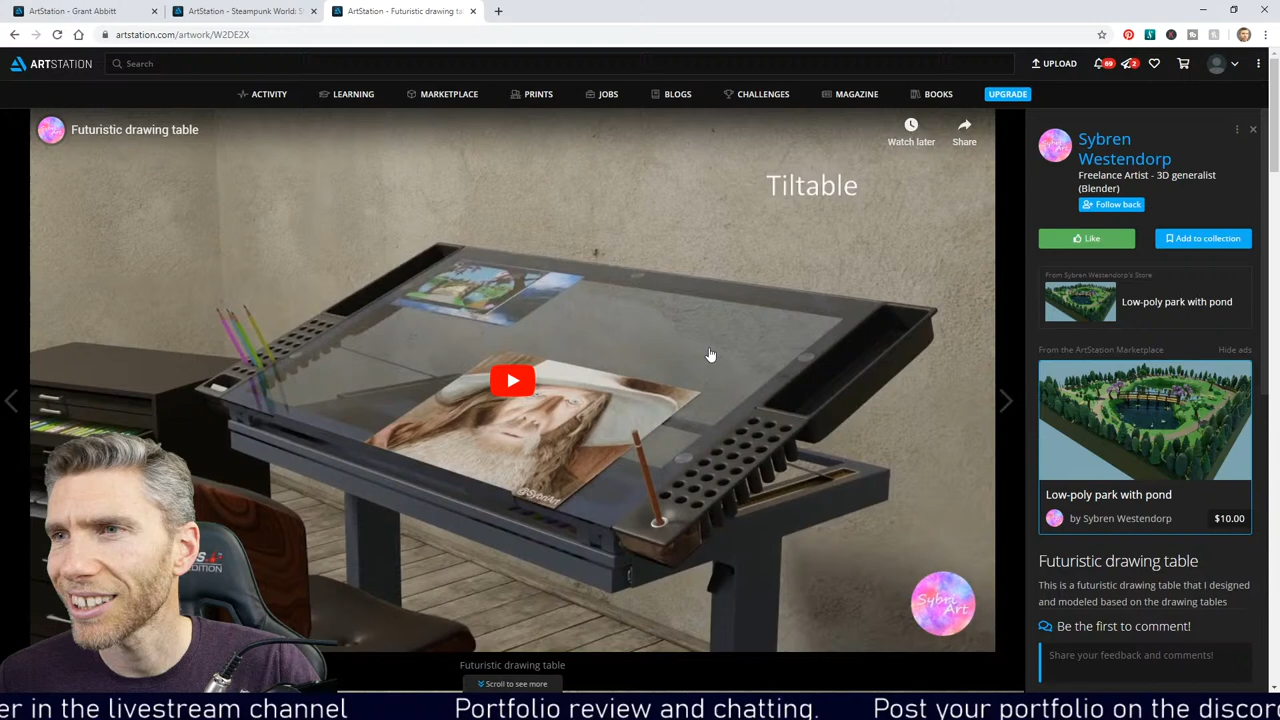 ArtStation - Grant Abbitt
ArtStation - Steampunk World: S
ArtStation - Futuristic drawing ta
artstation.com/artwork/W2DE2X
ARTSTATION
Search
UPLOAD
69
2
ACTIVITY
LEARNING
MARKETPLACE
PRINTS
JOBS
BLOGS
CHALLENGES
MAGAZINE
BOOKS
UPGRADE
Futuristic drawing table
Watch later
Share
Tiltable
@SybriArt
Sybri
Art
EDITION
Futuristic drawing table
Scroll to see more
Sybren
Westendorp
Freelance Artist - 3D generalist
(Blender)
Follow back
Like
Add to collection
From Sybren Westendorp's Store
Low-poly park with pond
From the ArtStation Marketplace
Hide ads
Low-poly park with pond
by Sybren Westendorp
$10.00
Futuristic drawing table
This is a futuristic drawing table that I designed
and modeled based on the drawing tables
Be the first to comment!
Share your feedback and comments!
er in the livestream channel
Portfolio review and chatting.
Post your portfolio on the discor